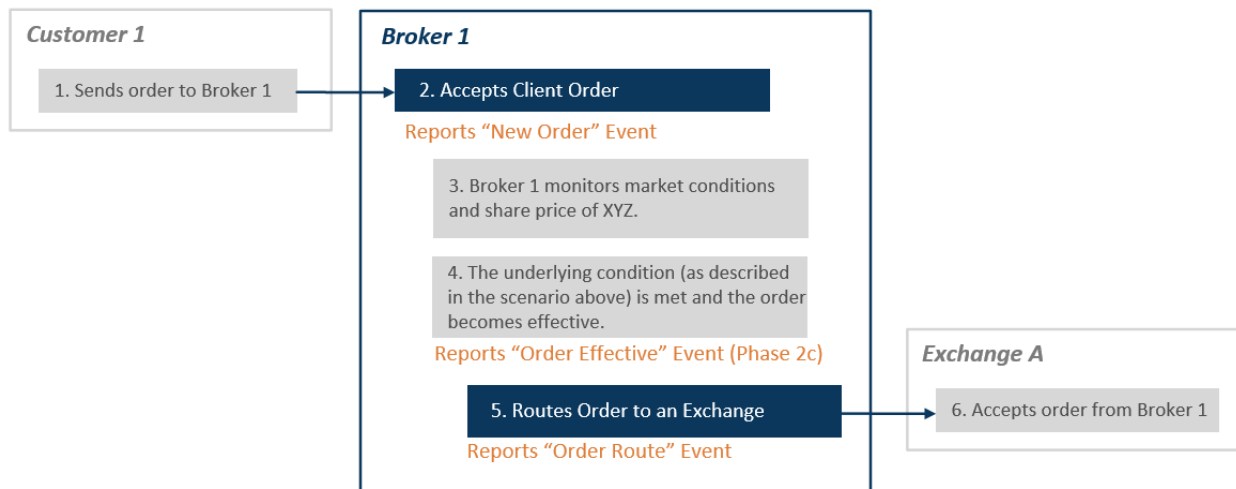 Customer 1
1. Sends order to Broker 1
Broker 1
2. Accepts Client Order
Reports “New Order” Event
3. Broker 1 monitors market conditions
and share price of XYZ.
4. The underlying condition (as described
in the scenario above) is met and the order
becomes effective.
Reports “Order Effective” Event (Phase 2c)
5. Routes Order to an Exchange
Reports “Order Route” Event
Exchange A
6. Accepts order from Broker 1